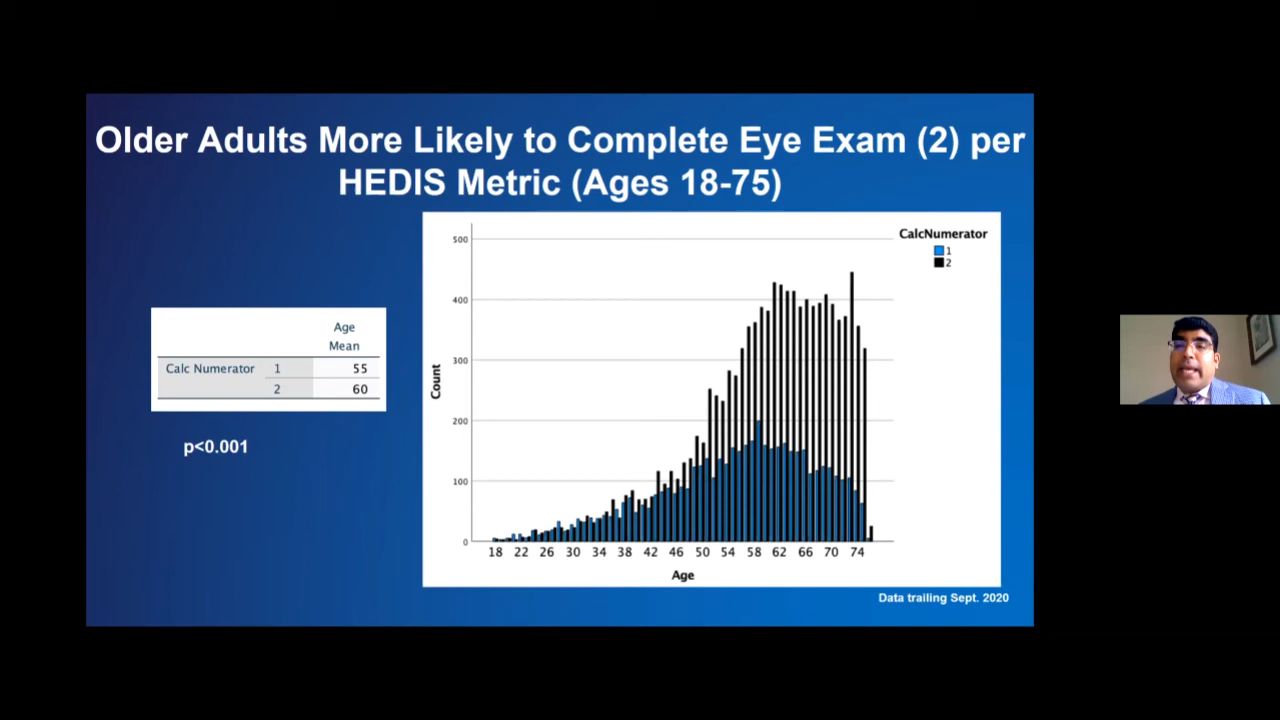 Older Adults More Likely to Complete Eye Exam (2) per
HEDIS Metric (Ages 18-75)
Age
Mean
Calc Numerator 1 55
2 60
p<0.001
CalcNumerator
1
2
500
400
300
200
100
0
Count
18 22 26 30 34 38 42 46 50 54 58 62 66 70 74
Age
Data trailing Sept. 2020